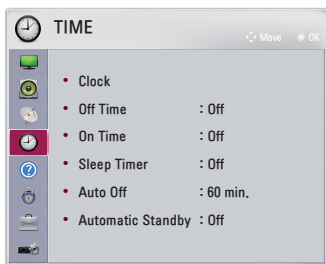 TIME
Move OK
• Clock
• Off Time : Off
• On Time : Off
• Sleep Timer : Off
• Auto Off : 60 min.
• Automatic Standby : Off